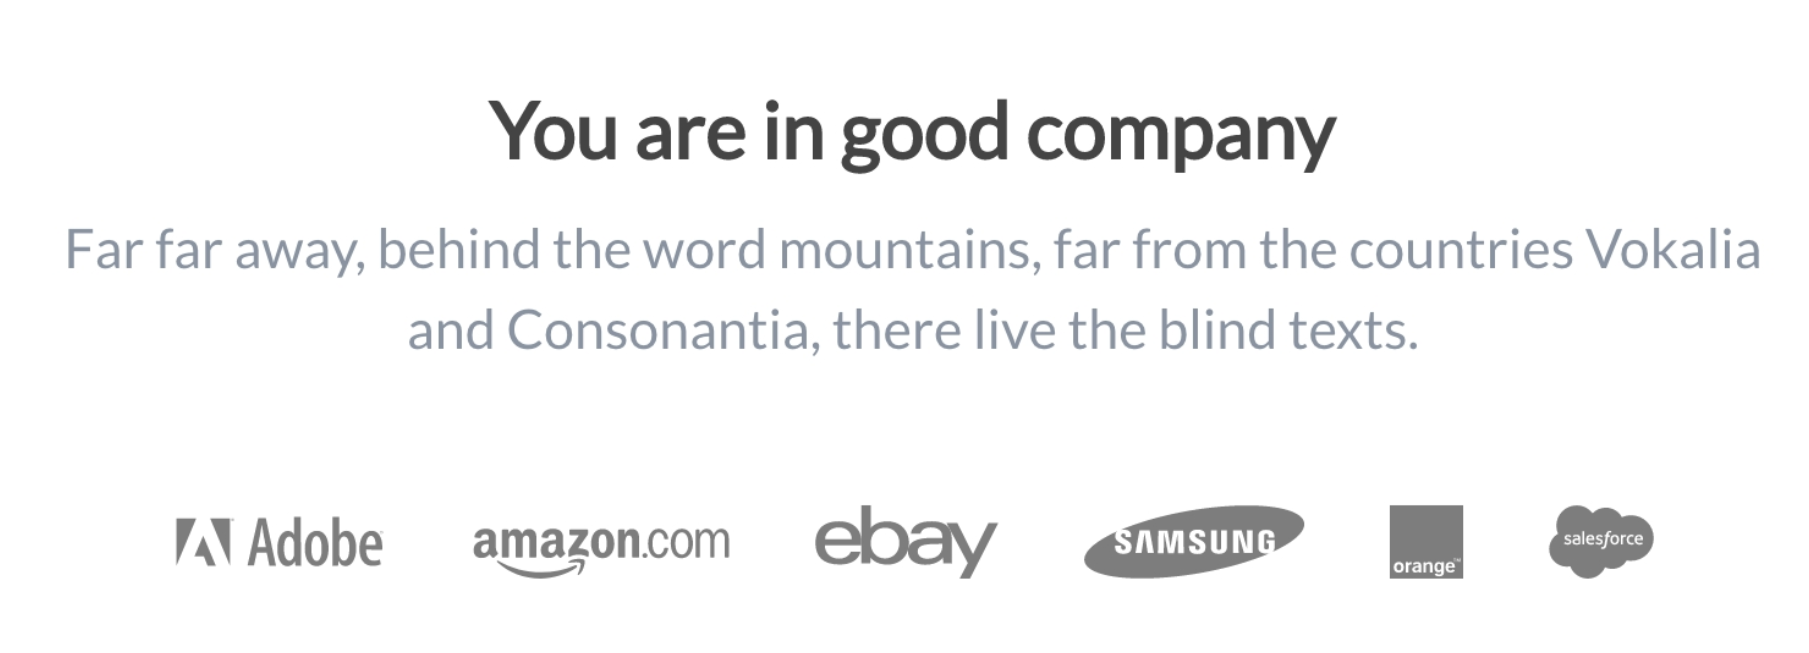 You are in good company
Far far away, behind the word mountains, far from the countries Vokalia
and Consonantia, there live the blind texts.
Adobe amazon.com ebay SAMSUNG orange™ salesforce